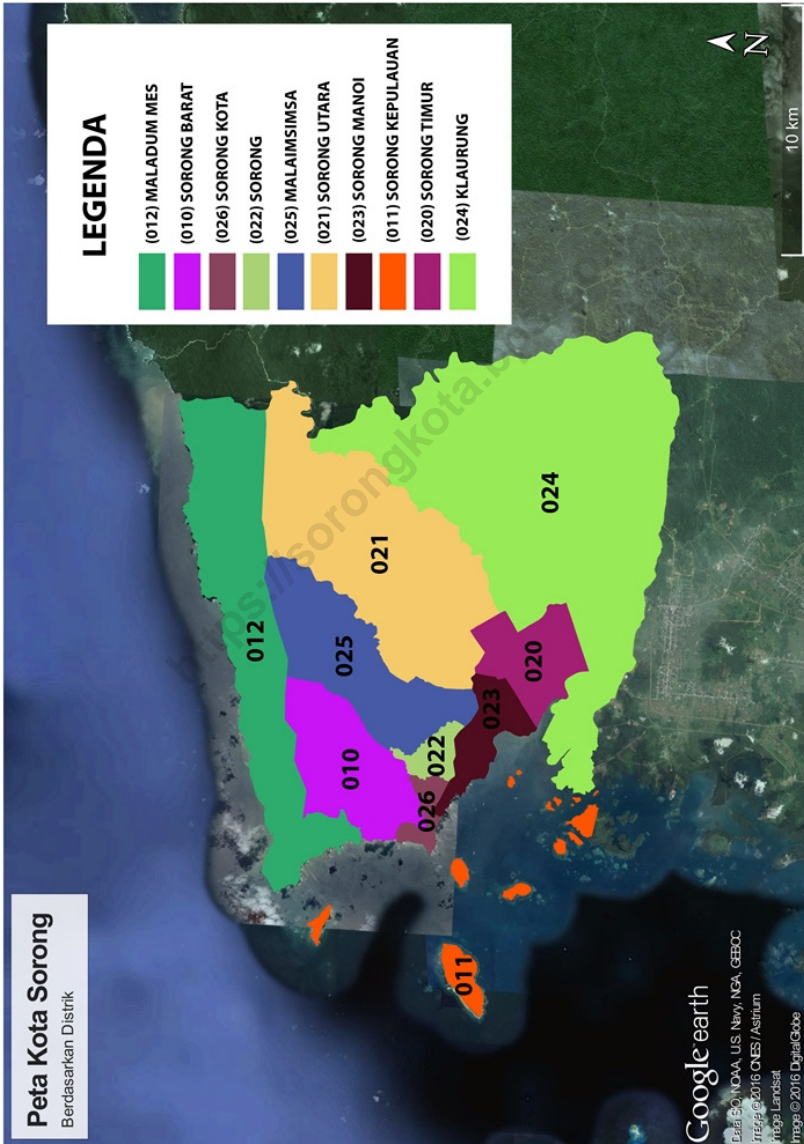 Peta Kota Sorong
Berdasarkan Distrik
LEGENDA
(012) MALADUM MES
(010) SORONG BARAT
(026) SORONG KOTA
(022) SORONG
(025) MALAIMSIMSA
(021) SORONG UTARA
(023) SORONG MANOI
(011) SORONG KEPULAUAN
(020) SORONG TIMUR
(024) KLAURUNG
012
025
021
010
022
026
023
020
024
011
N
10 km
Google earth
Data SIO, NOAA, U.S. Navy, NGA, GEBCO
Image © 2016 CNES / Astrium
Image Landsat
Image © 2016 DigitalGlobe
https://sorongkota.bp